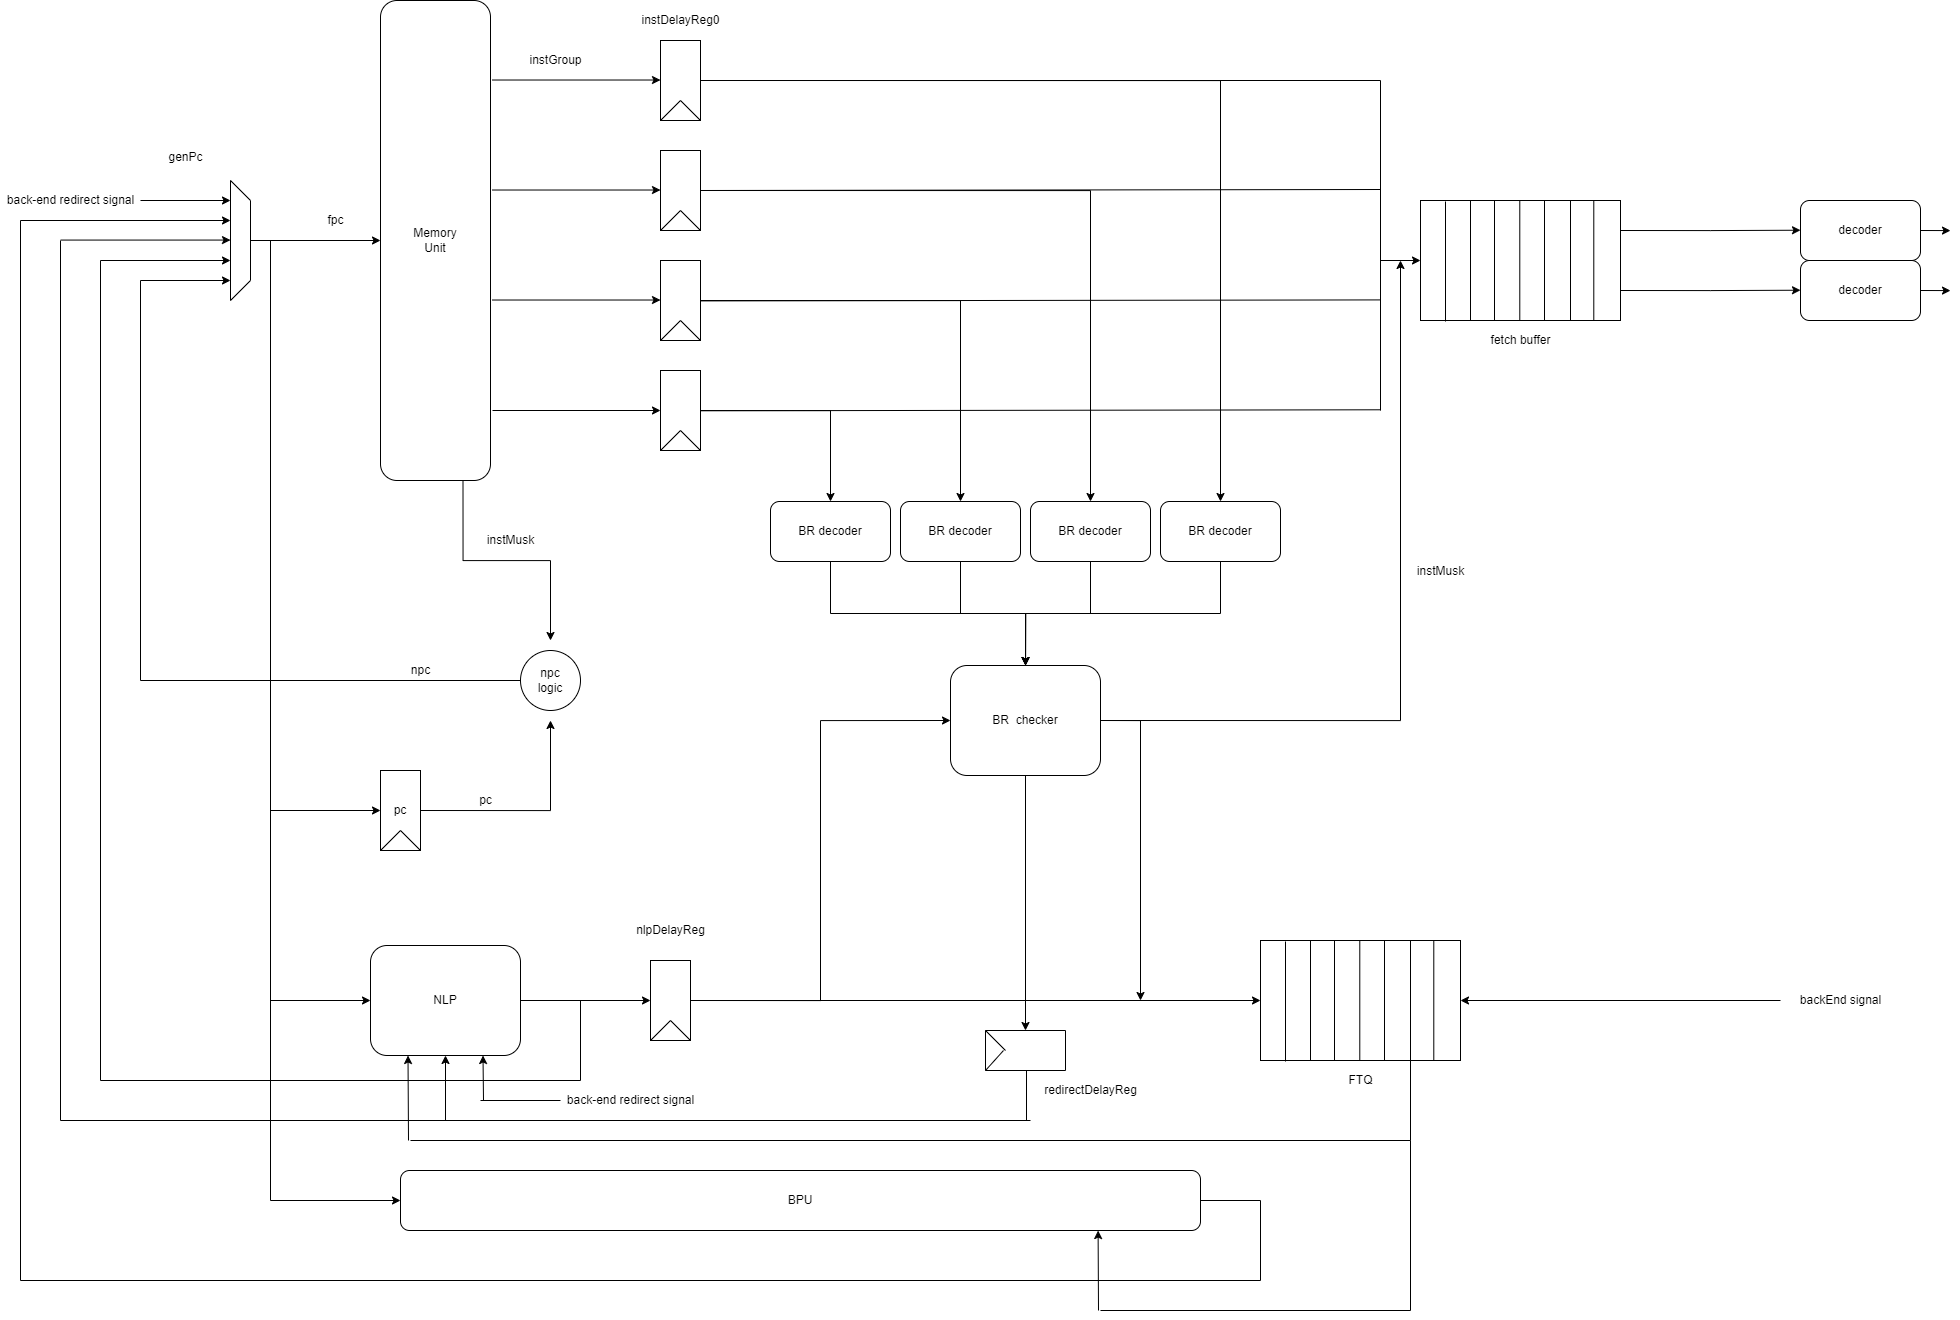 instDelayReg0
instGroup
genPc
back-end redirect signal
fpc
Memory
Unit
decoder
decoder
fetch buffer
instMusk
BR decoder
BR decoder
BR decoder
BR decoder
instMusk
npc
npc
logic
BR  checker
pc
pc
nlpDelayReg
NLP
backEnd signal
FTQ
redirectDelayReg
back-end redirect signal
BPU